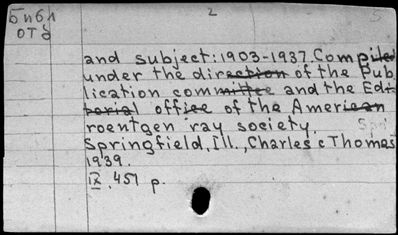 Библ 2 5
ОТд
and subject: 1903-1937. Compiled
under the direction of the Pub
lication committee and the Edi
torial office of the American
roentgen ray society.
Springfield, Ill., Charles c Thomas
1939.
IX, 451 p.